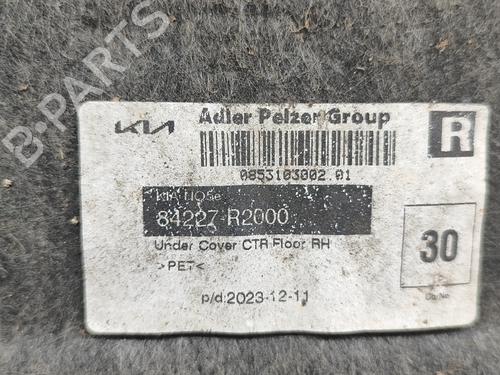 B-PARTS
KIA
Adler Pelzer Group
R
0853103002.01
84227-R2000
Under Cover CTR Floor RH
30
>PET<
p/d:2023-12-11